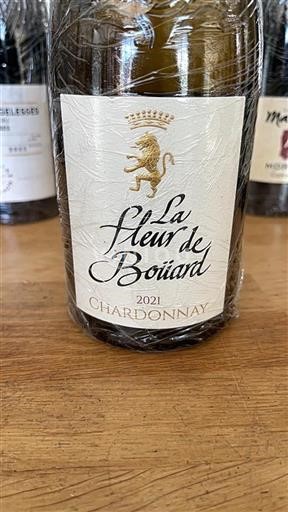 La
fleur de
Boüard
2021
CHARDONNAY